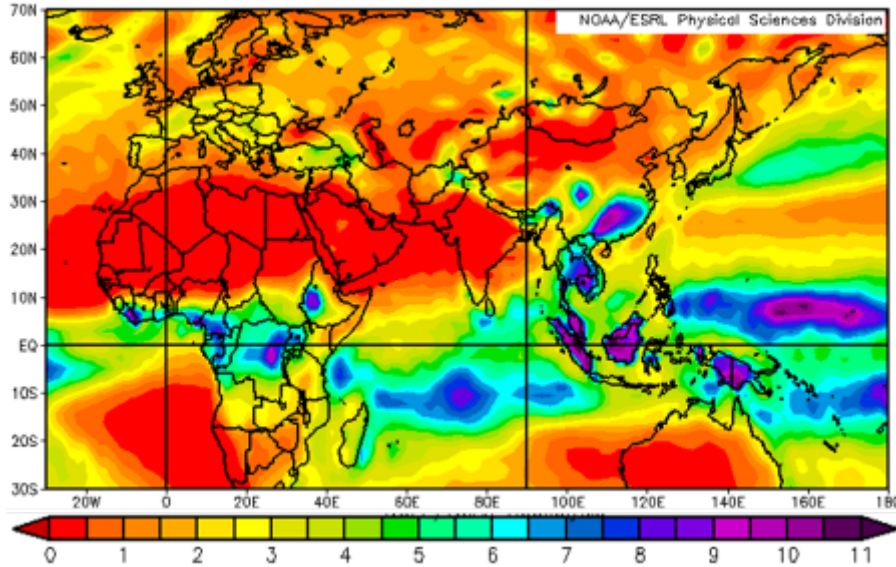 70N
NOAA/ESRL Physical Sciences Division
60N
50N
40N
30N
20N
10N
EQ
10S
20S
30S
20W 0 20E 40E 60E 80E 100E 120E 140E 160E 180
0 1 2 3 4 5 6 7 8 9 10 11